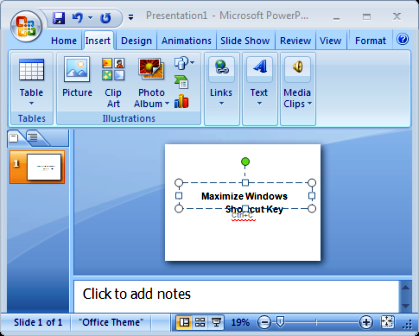 Presentation1 - Microsoft PowerP...
Home Insert Design Animations Slide Show Review View Format
Table Picture Clip Art Photo Album Links Text Media Clips
Tables Illustrations
1
Maximize Windows
Shortcut Key
Ctrl+C
Click to add notes
Slide 1 of 1 "Office Theme" 19%